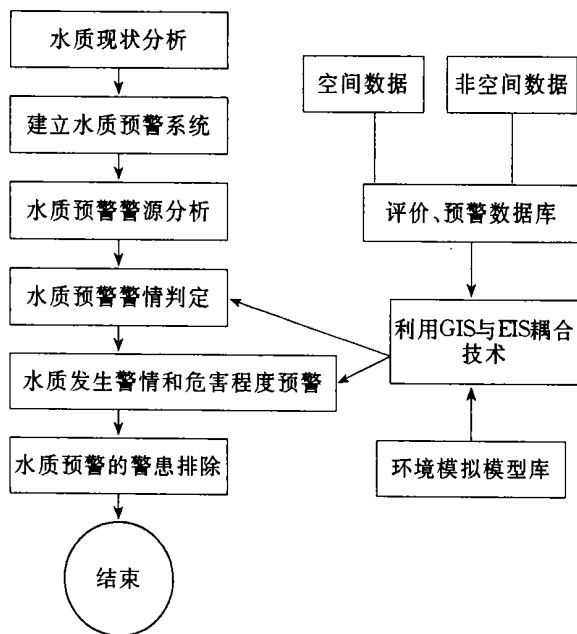 水质现状分析
建立水质预警系统
水质预警警源分析
水质预警警情判定
水质发生警情和危害程度预警
水质预警的警患排除
结束
空间数据
非空间数据
评价、预警数据库
利用GIS与EIS耦合
技术
环境模拟模型库